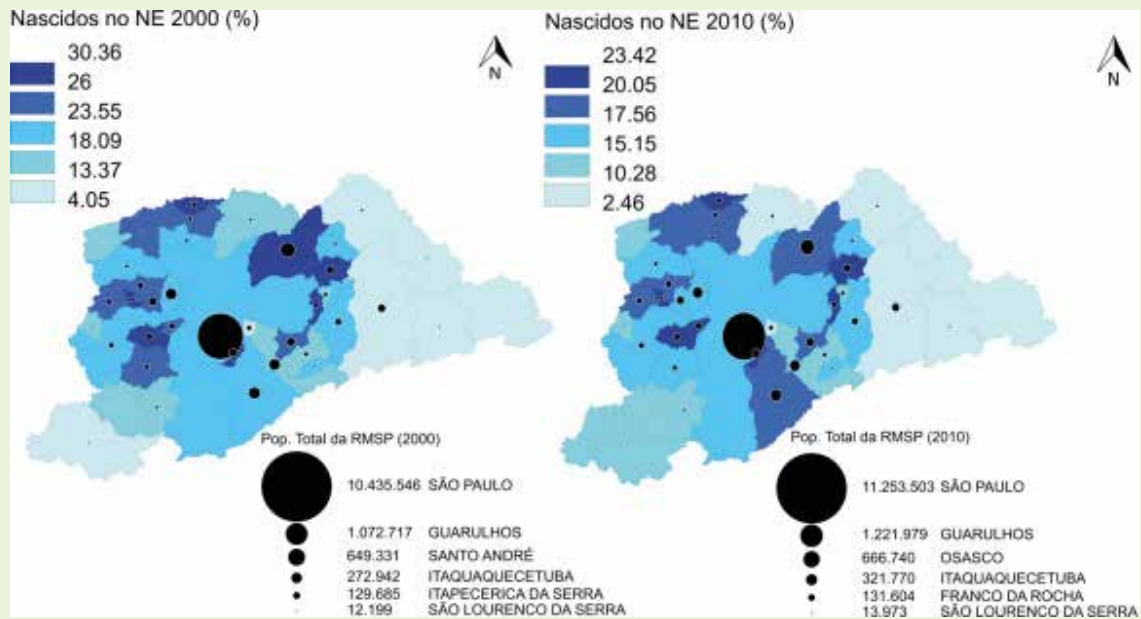 Nascidos no NE 2000 (%)
30.36
26
23.55
18.09
13.37
4.05
N
Pop. Total da RMSP (2000)
10.435.546 SÃO PAULO
1.072.717 GUARULHOS
649.331 SANTO ANDRÉ
272.942 ITAQUAQUECETUBA
129.685 ITAPECERICA DA SERRA
12.199 SÃO LOURENCO DA SERRA
Nascidos no NE 2010 (%)
23.42
20.05
17.56
15.15
10.28
2.46
N
Pop. Total da RMSP (2010)
11.253.503 SÃO PAULO
1.221.979 GUARULHOS
666.740 OSASCO
321.770 ITAQUAQUECETUBA
131.604 FRANCO DA ROCHA
13.973 SÃO LOURENCO DA SERRA